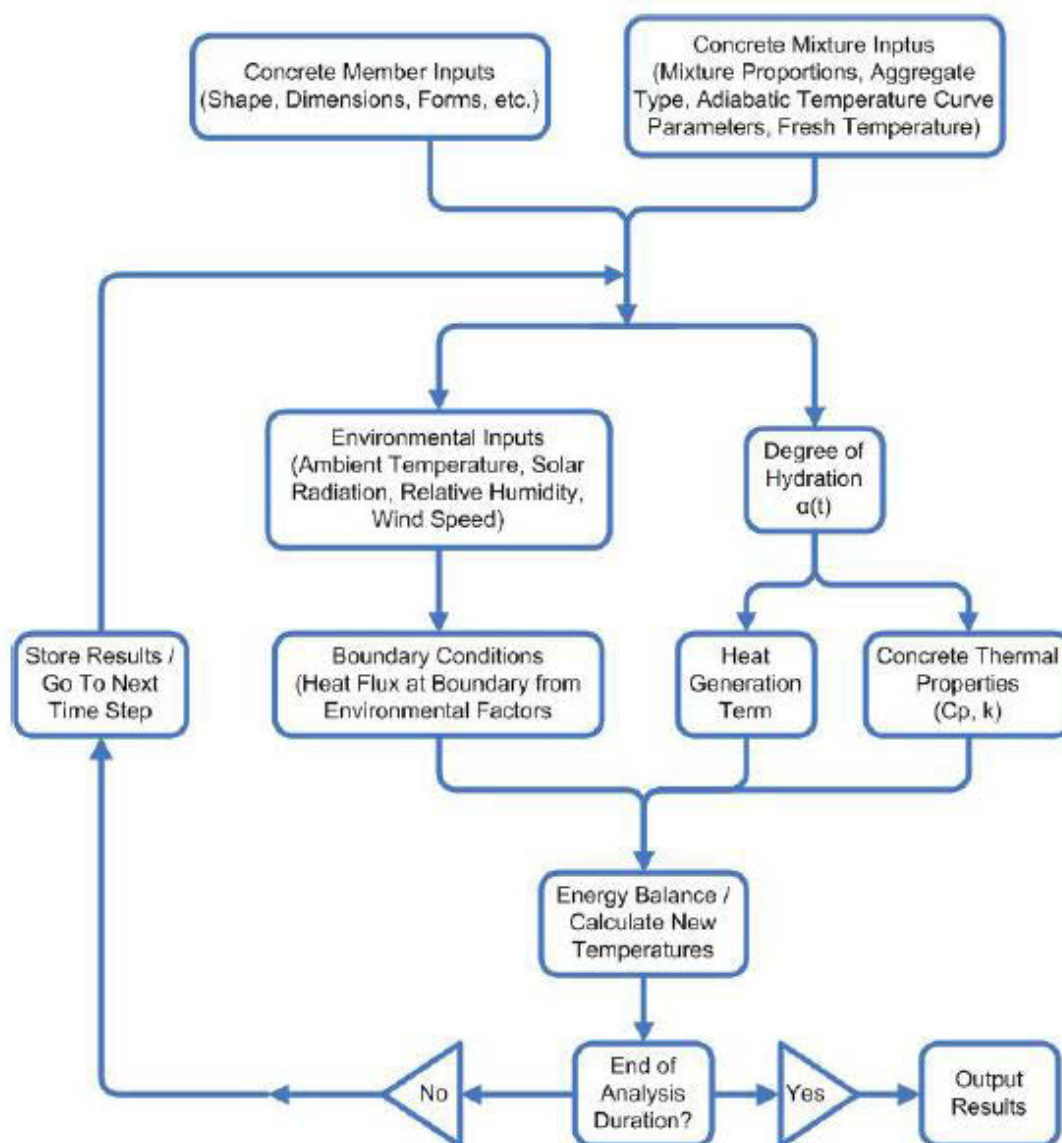 Concrete Member Inputs
(Shape, Dimensions, Forms, etc.)
Concrete Mixture Inptus
(Mixture Proportions, Aggregate
Type, Adiabatic Temperature Curve
Parameters, Fresh Temperature)
Environmental Inputs
(Ambient Temperature, Solar
Radiation, Relative Humidity,
Wind Speed)
Degree of
Hydration
α(t)
Store Results /
Go To Next
Time Step
Boundary Conditions
(Heat Flux at Boundary from
Environmental Factors
Heat
Generation
Term
Concrete Thermal
Properties
(Cp, k)
Energy Balance /
Calculate New
Temperatures
No
End of
Analysis
Duration?
Yes
Output
Results